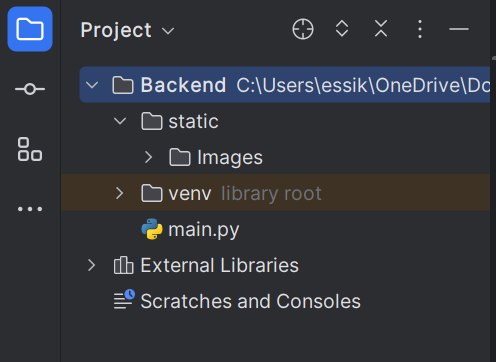 Project
Backend C:\Users\essik\OneDrive\Do
static
Images
venv library root
main.py
External Libraries
Scratches and Consoles